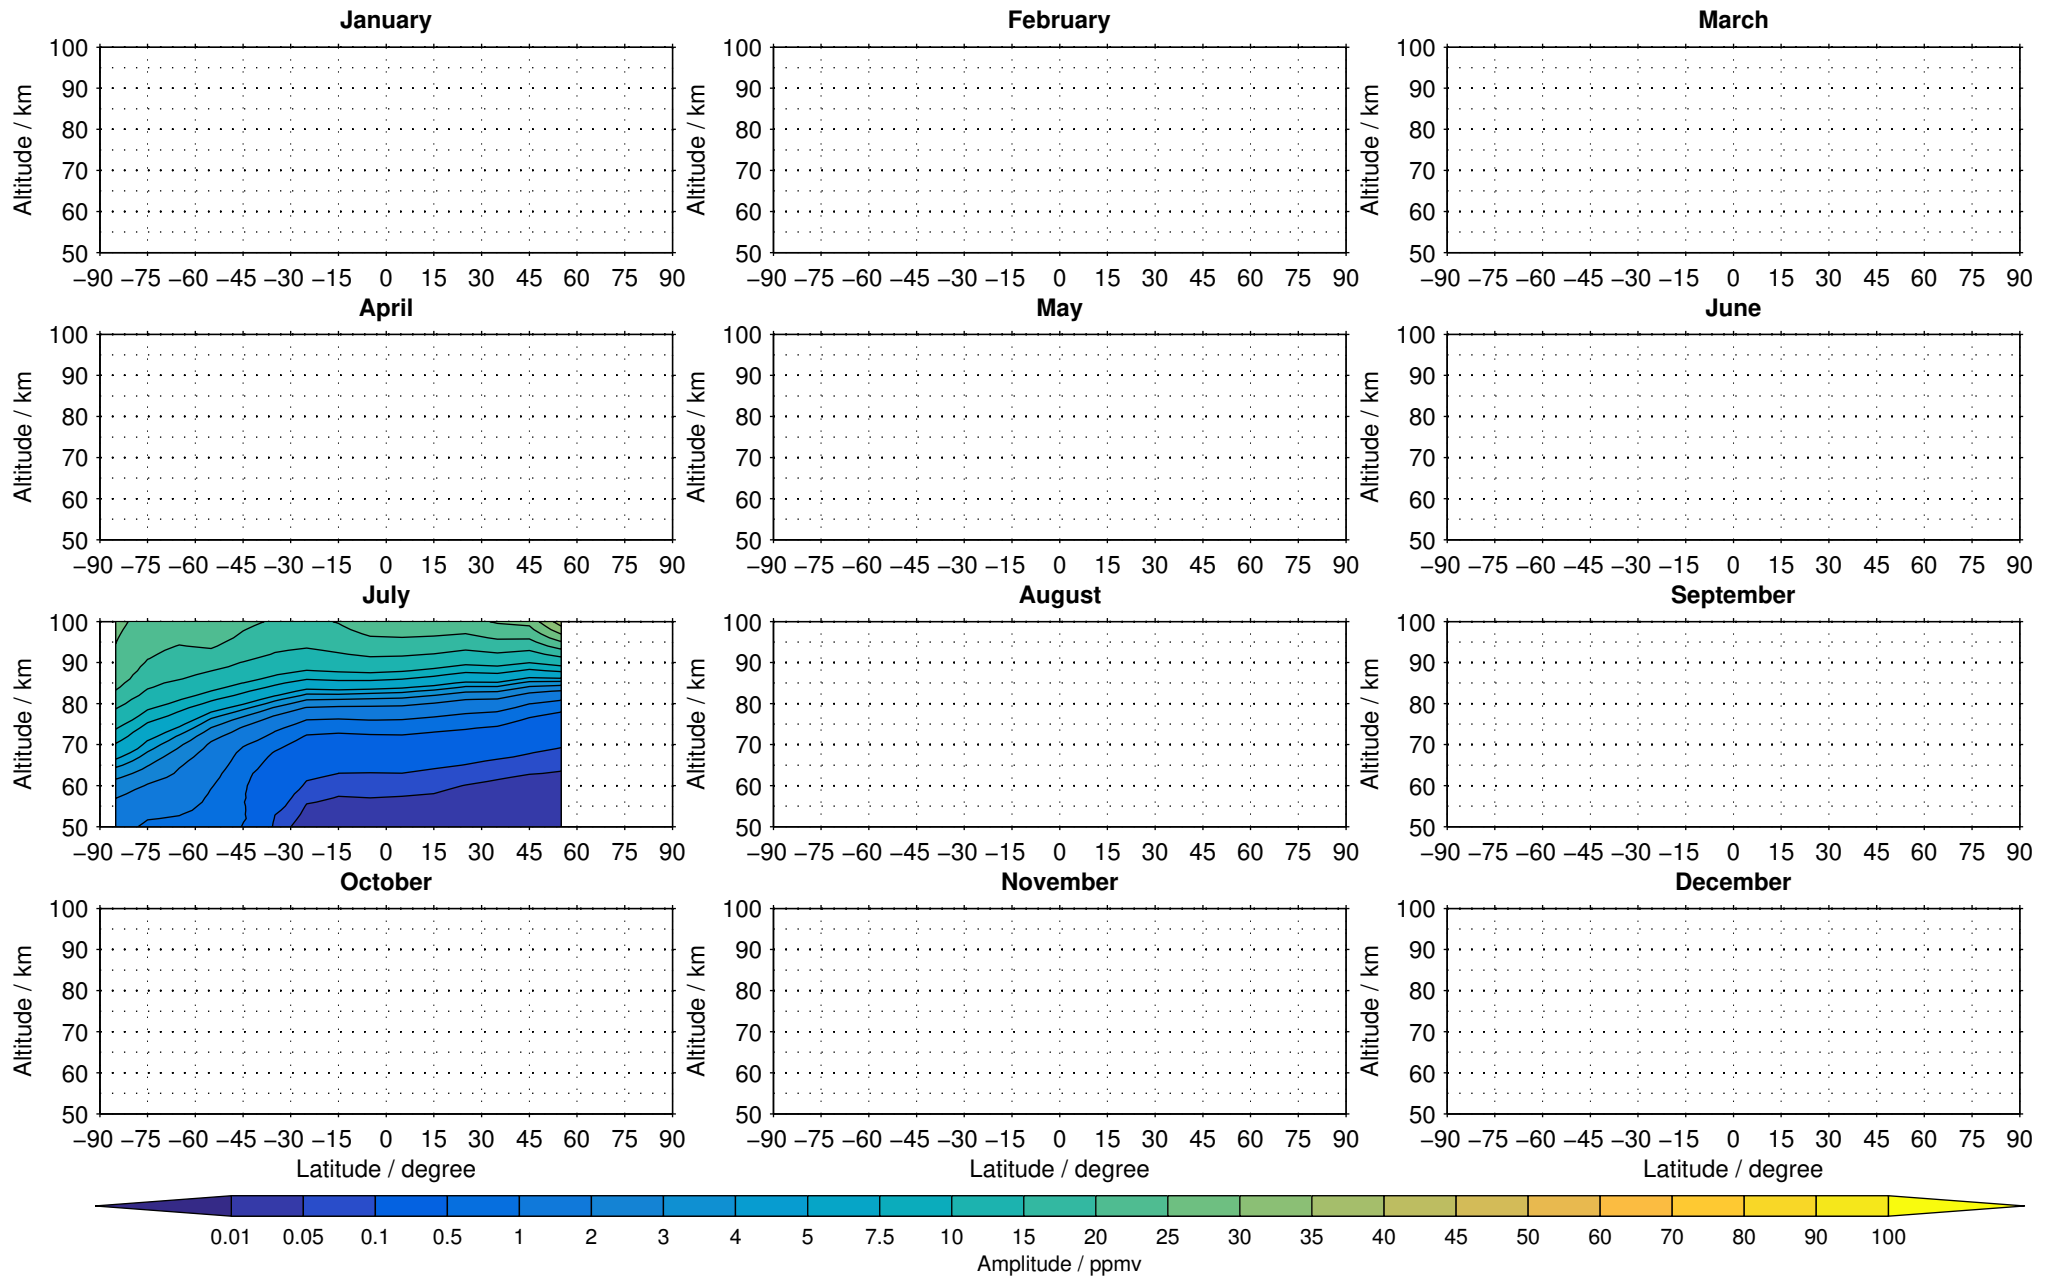 January February March
100 100 100
90 90 90
80 80 80
70 70 70
60 60 60
50 50 50
Altitude / km Altitude / km Altitude / km
−90 −75 −60 −45 −30 −15 0 15 30 45 60 75 90 −90 −75 −60 −45 −30 −15 0 15 30 45 60 75 90 −90 −75 −60 −45 −30 −15 0 15 30 45 60 75 90
April May June
100 100 100
90 90 90
80 80 80
70 70 70
60 60 60
50 50 50
Altitude / km Altitude / km Altitude / km
−90 −75 −60 −45 −30 −15 0 15 30 45 60 75 90 −90 −75 −60 −45 −30 −15 0 15 30 45 60 75 90 −90 −75 −60 −45 −30 −15 0 15 30 45 60 75 90
July August September
100 100 100
90 90 90
80 80 80
70 70 70
60 60 60
50 50 50
Altitude / km Altitude / km Altitude / km
−90 −75 −60 −45 −30 −15 0 15 30 45 60 75 90 −90 −75 −60 −45 −30 −15 0 15 30 45 60 75 90 −90 −75 −60 −45 −30 −15 0 15 30 45 60 75 90
October November December
100 100 100
90 90 90
80 80 80
70 70 70
60 60 60
50 50 50
Altitude / km Altitude / km Altitude / km
−90 −75 −60 −45 −30 −15 0 15 30 45 60 75 90 −90 −75 −60 −45 −30 −15 0 15 30 45 60 75 90 −90 −75 −60 −45 −30 −15 0 15 30 45 60 75 90
Latitude / degree Latitude / degree Latitude / degree
0.01 0.05 0.1 0.5 1 2 3 4 5 7.5 10 15 20 25 30 35 40 45 50 60 70 80 90 100
Amplitude / ppmv